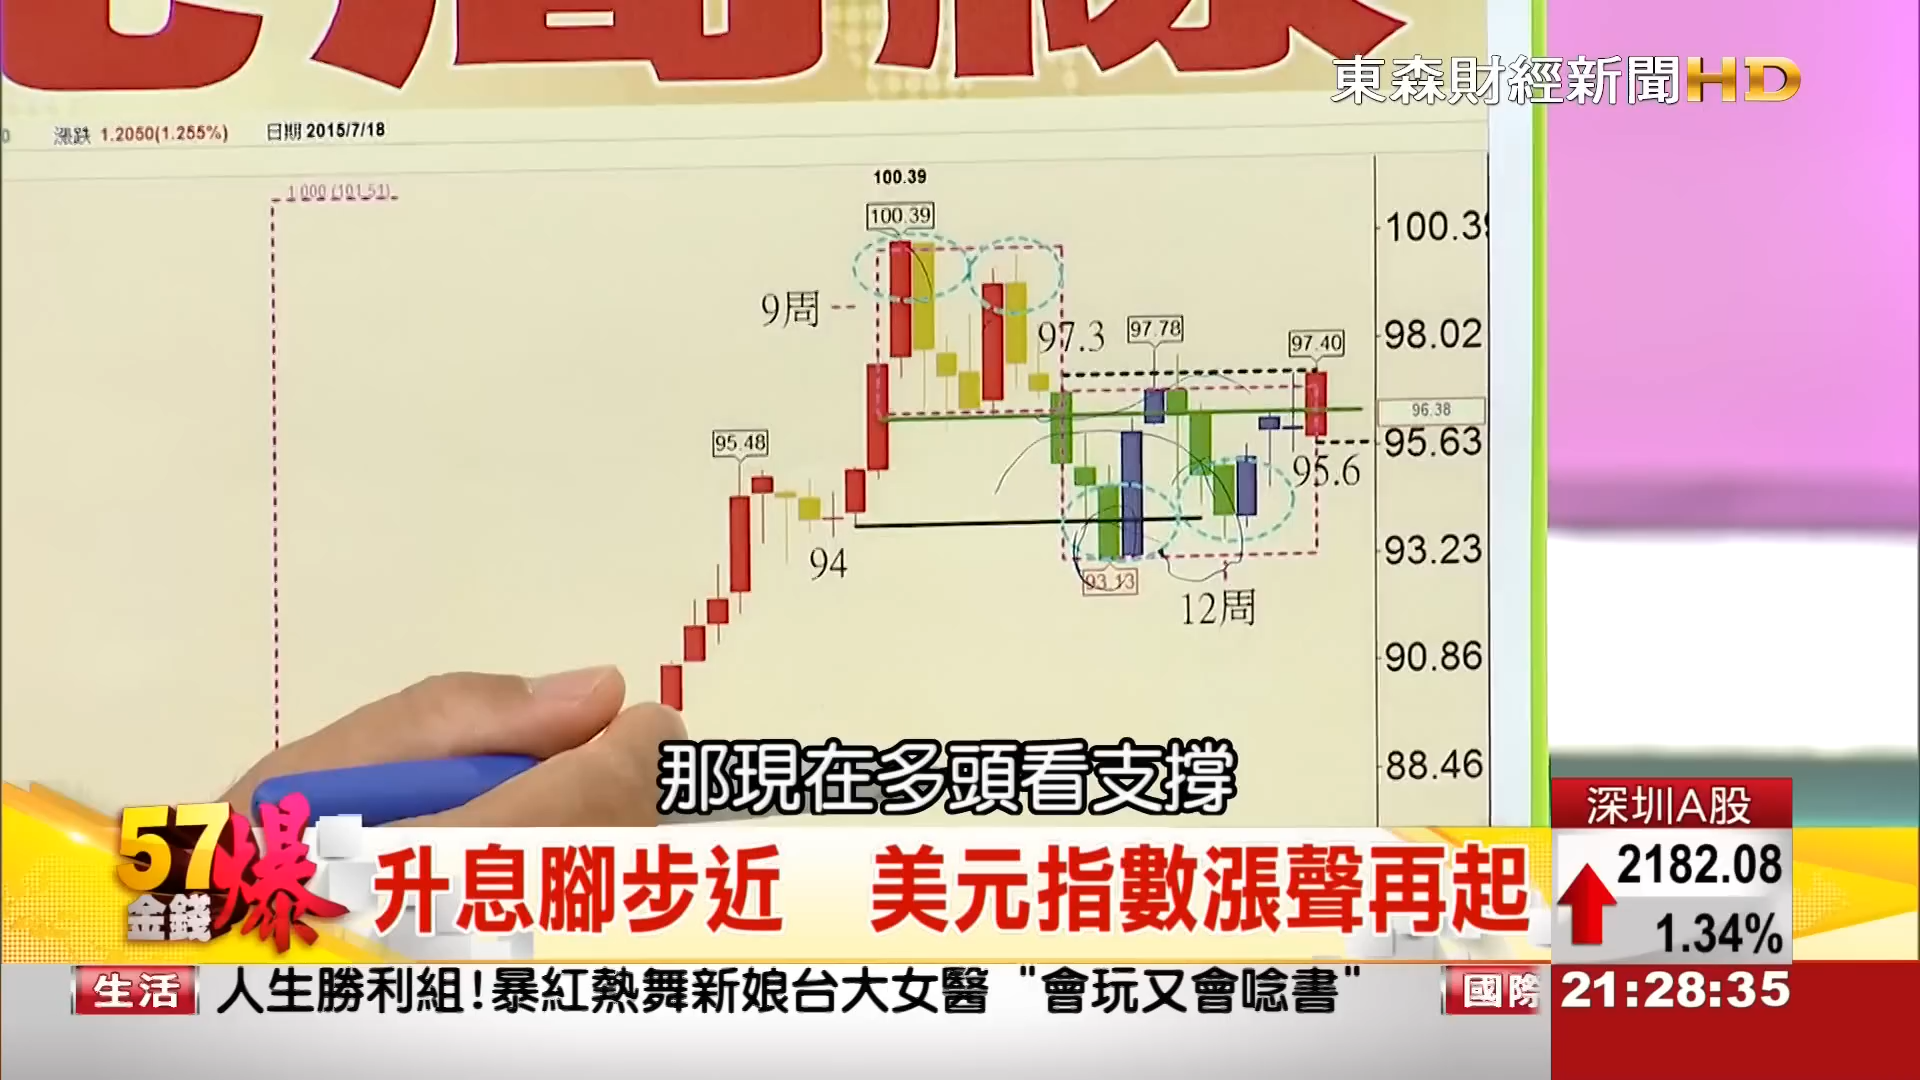 東森財經新聞HD
漲跌 1.2050(1.255%) 日期 2015/7/18
1.000 (101.51)
100.39
100.39
100.39
9周
97.3
97.78
97.40
98.02
96.38
95.48
95.63
95.6
94
93.23
93.13
12周
90.86
88.46
那現在多頭看支撐
57金錢爆
升息腳步近 美元指數漲聲再起
深圳A股
2182.08
1.34%
生活 人生勝利組!暴紅熱舞新娘台大女醫 "會玩又會唸書" 國際
21:28:35